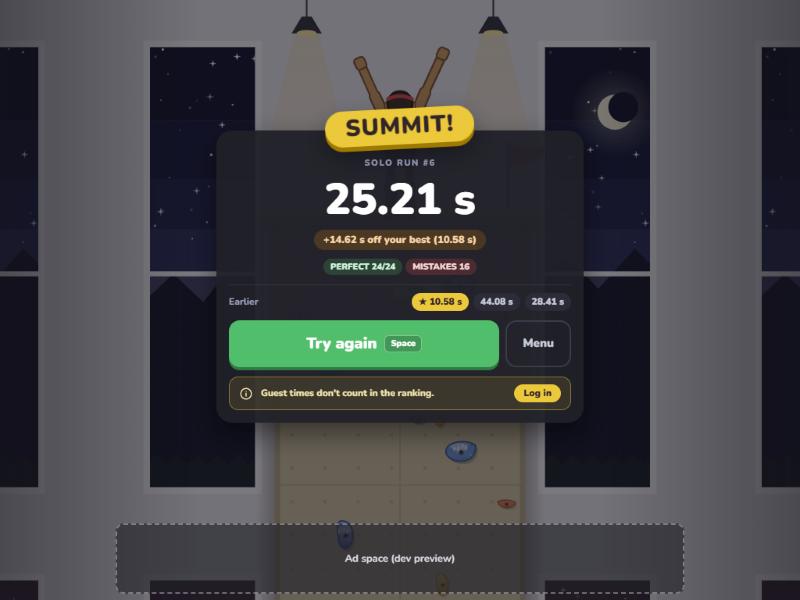 SUMMIT!
SOLO RUN #6
25.21 s
+14.62 s off your best (10.58 s)
PERFECT 24/24 MISTAKES 16
Earlier ★ 10.58 s 44.08 s 28.41 s
Try again Space Menu
Guest times don't count in the ranking. Log in
Ad space (dev preview)